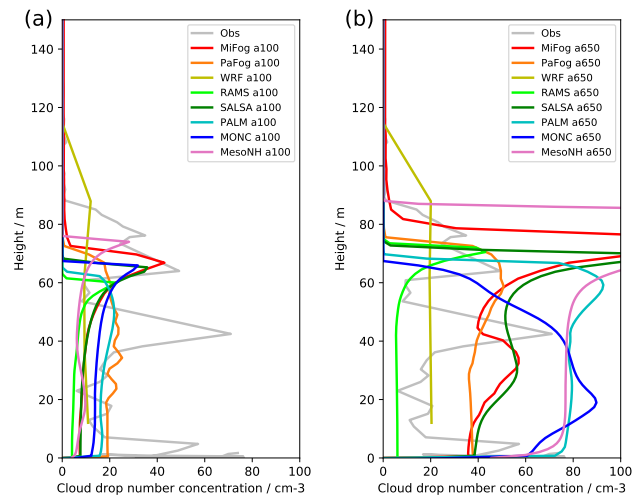 (a)
(b)
Obs
MiFog a100
PaFog a100
WRF a100
RAMS a100
SALSA a100
PALM a100
MONC a100
MesoNH a100
Obs
MiFog a650
PaFog a650
WRF a650
RAMS a650
SALSA a650
PALM a650
MONC a650
MesoNH a650
140
120
100
80
60
40
20
0
Height / m
0 20 40 60 80 100
Cloud drop number concentration / cm-3
140
120
100
80
60
40
20
0
Height / m
0 20 40 60 80 100
Cloud drop number concentration / cm-3